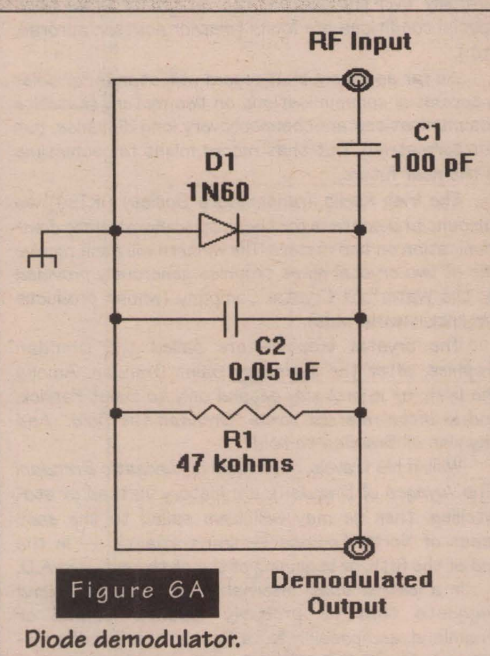 RF Input
C1
100 pF
D1
1N60
C2
0.05 uF
R1
47 kohms
Demodulated
Output
Figure 6A
Diode demodulator.